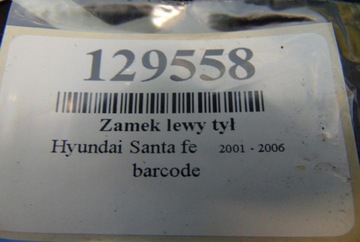 129558
Zamek lewy tył
Hyundai Santa fe 2001 - 2006
barcode